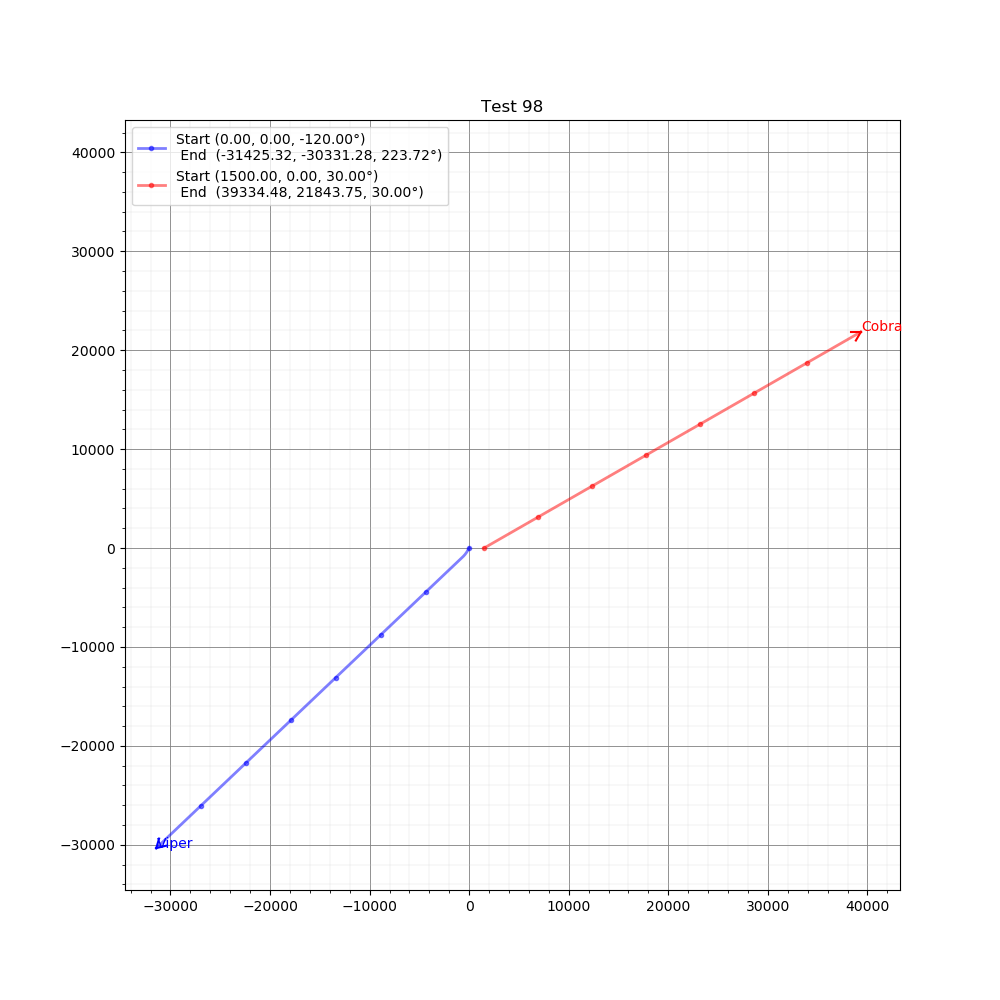 Test 98
Start (0.00, 0.00, -120.00°)
End (-31425.32, -30331.28, 223.72°)
Start (1500.00, 0.00, 30.00°)
End (39334.48, 21843.75, 30.00°)
40000
30000
20000
10000
0
−10000
−20000
−30000
Cobra
Viper
−30000 −20000 −10000 0 10000 20000 30000 40000